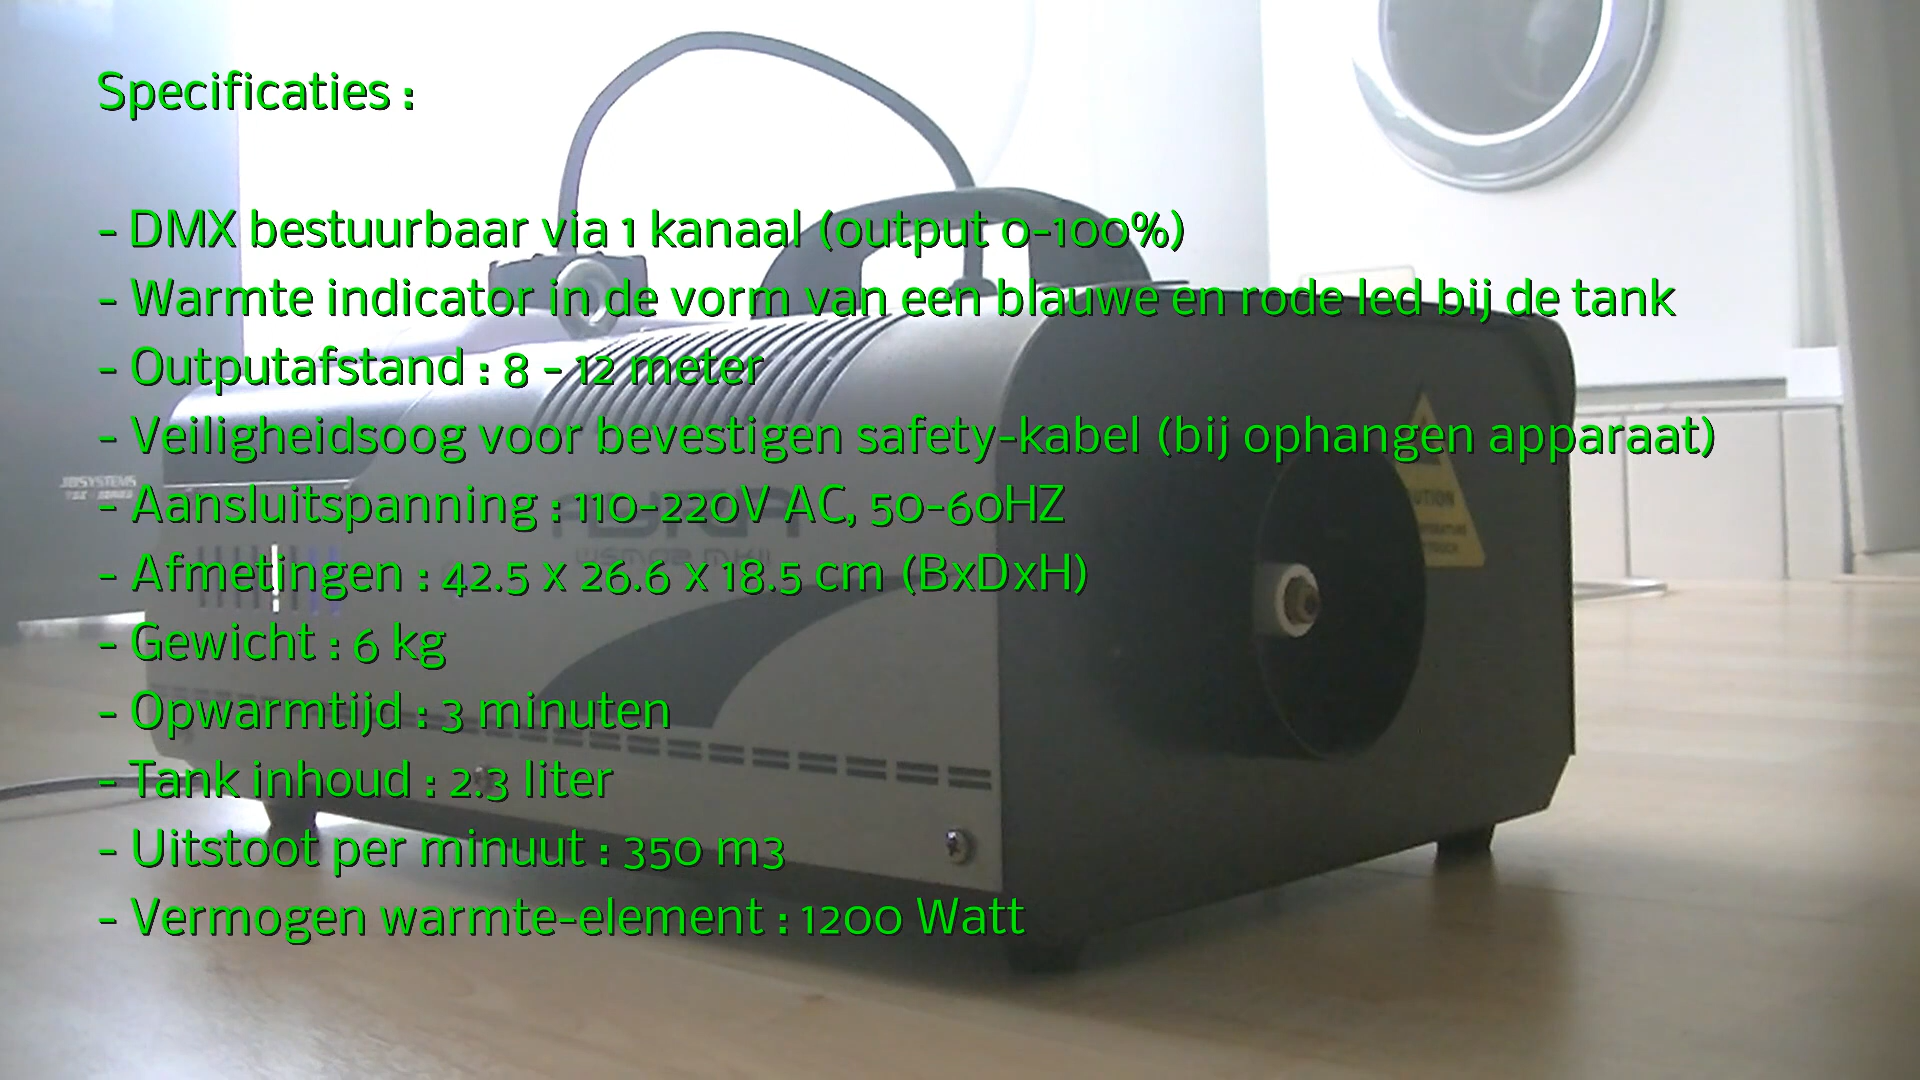 Specificaties :
- DMX bestuurbaar via 1 kanaal (output 0-100%)
- Warmte indicator in de vorm van een blauwe en rode led bij de tank
- Outputafstand : 8 - 12 meter
- Veiligheidsoog voor bevestigen safety-kabel (bij ophangen apparaat)
JBSYSTEMS
- Aansluitspanning : 110-220V AC, 50-60HZ
- Afmetingen : 42.5 x 26.6 x 18.5 cm (BxDxH)
- Gewicht : 6 kg
- Opwarmtijd : 3 minuten
- Tank inhoud : 2.3 liter
- Uitstoot per minuut : 350 m3
- Vermogen warmte-element : 1200 Watt